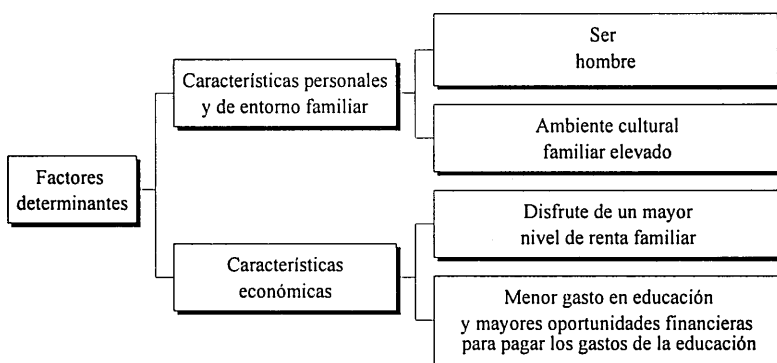 Ser
hombre
Características personales
y de entorno familiar
Ambiente cultural
familiar elevado
Factores
determinantes
Disfrute de un mayor
nivel de renta familiar
Características
económicas
Menor gasto en educación
y mayores oportunidades financieras
para pagar los gastos de la educación